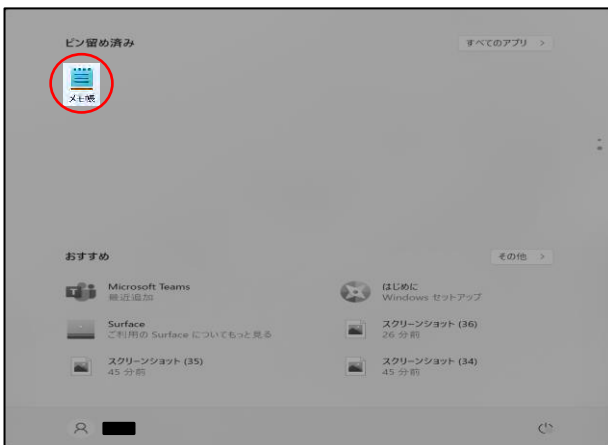 ピン留め済み
すべてのアプリ >
メモ帳
おすすめ
その他 >
Microsoft Teams
最近追加
はじめに
Windows セットアップ
Surface
ご利用の Surface についてもっと見る
スクリーンショット (36)
26 分前
スクリーンショット (35)
45 分前
スクリーンショット (34)
45 分前